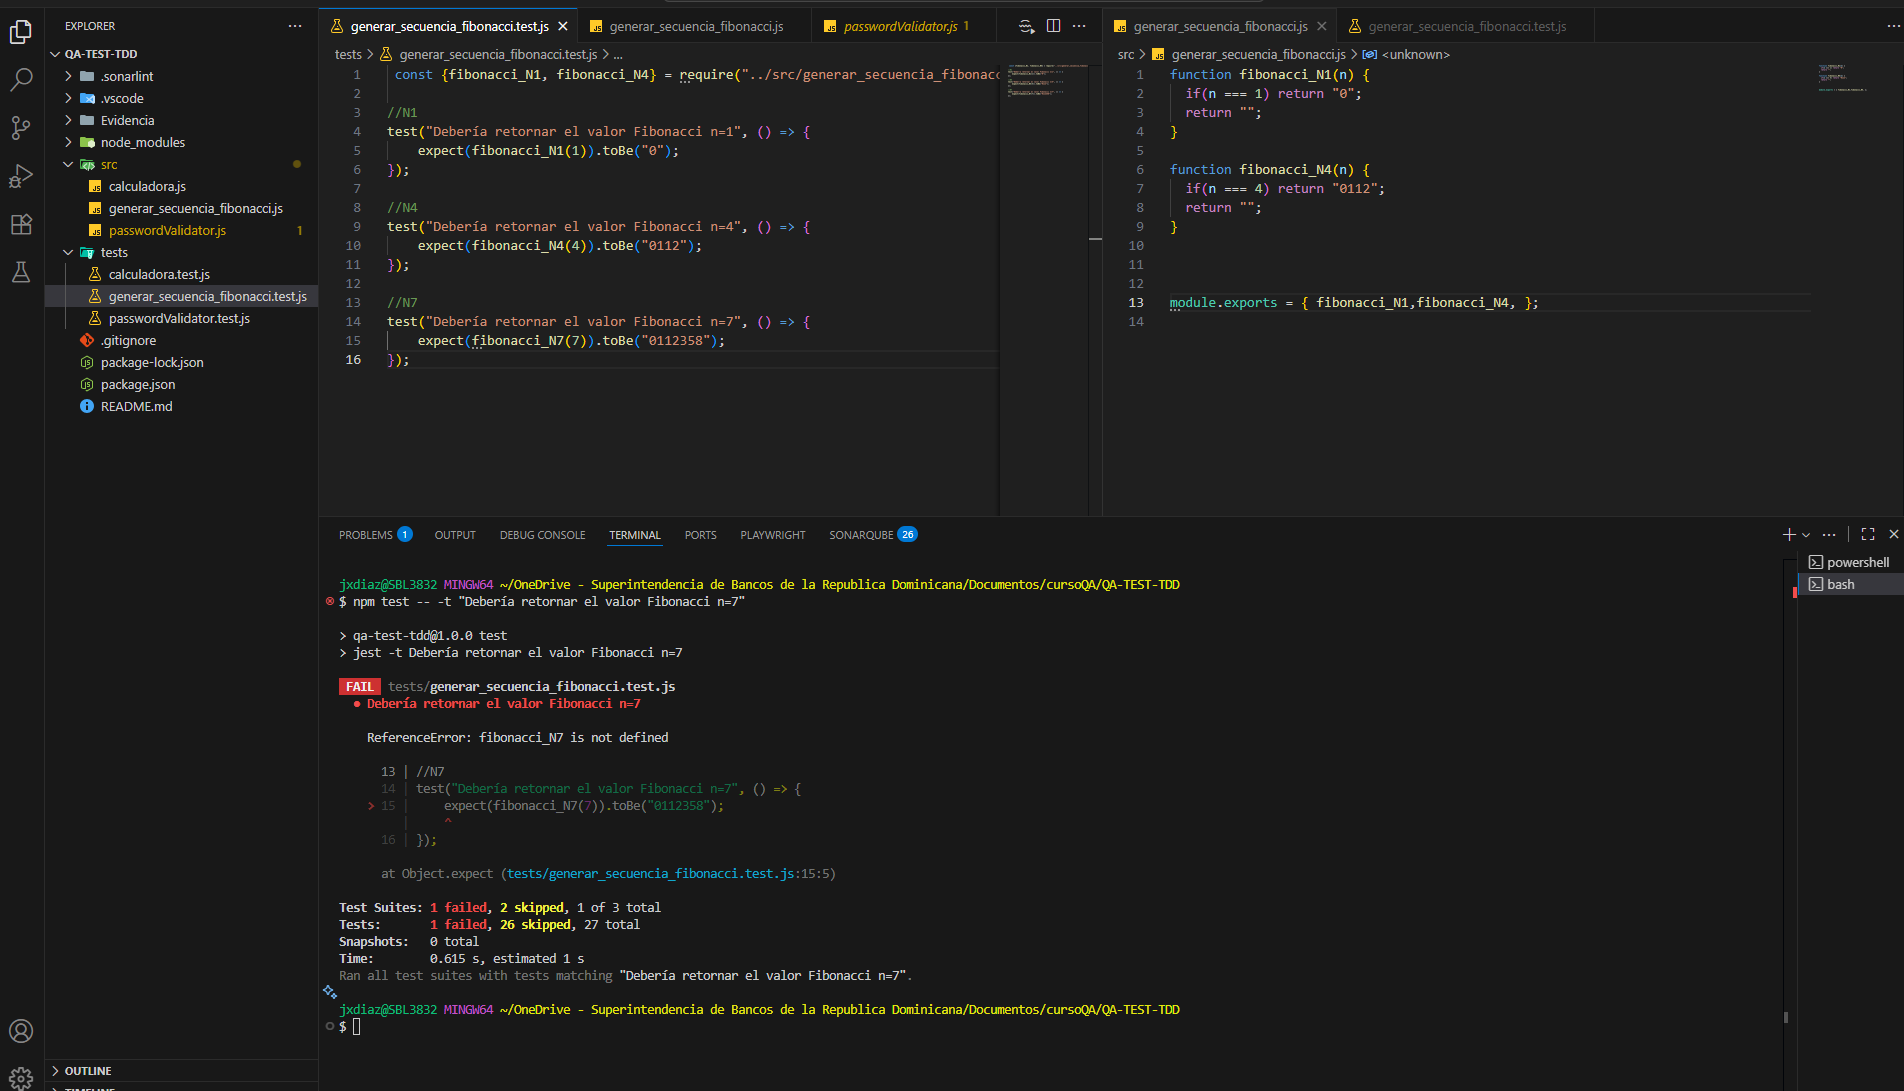 EXPLORER
QA-TEST-TDD
.sonarlint
.vscode
Evidencia
node_modules
src
calculadora.js
generar_secuencia_fibonacci.js
passwordValidator.js 1
tests
calculadora.test.js
generar_secuencia_fibonacci.test.js
passwordValidator.test.js
.gitignore
package-lock.json
package.json
README.md
OUTLINE
TIMELINE
generar_secuencia_fibonacci.test.js
generar_secuencia_fibonacci.js
passwordValidator.js 1
tests > generar_secuencia_fibonacci.test.js > ...
1 const {fibonacci_N1, fibonacci_N4} = require("../src/generar_secuencia_fibonacc
2
3 //N1
4 test("Debería retornar el valor Fibonacci n=1", () => {
5 expect(fibonacci_N1(1)).toBe("0");
6 });
7
8 //N4
9 test("Debería retornar el valor Fibonacci n=4", () => {
10 expect(fibonacci_N4(4)).toBe("0112");
11 });
12
13 //N7
14 test("Debería retornar el valor Fibonacci n=7", () => {
15 expect(fibonacci_N7(7)).toBe("0112358");
16 });
generar_secuencia_fibonacci.js
generar_secuencia_fibonacci.test.js
src > generar_secuencia_fibonacci.js > <unknown>
1 function fibonacci_N1(n) {
2 if(n === 1) return "0";
3 return "";
4 }
5
6 function fibonacci_N4(n) {
7 if(n === 4) return "0112";
8 return "";
9 }
10
11
12
13 module.exports = { fibonacci_N1,fibonacci_N4, };
14
PROBLEMS 1
OUTPUT
DEBUG CONSOLE
TERMINAL
PORTS
PLAYWRIGHT
SONARQUBE 26
powershell
bash
jxdiaz@SBL3832 MINGW64 ~/OneDrive - Superintendencia de Bancos de la Republica Dominicana/Documentos/cursoQA/QA-TEST-TDD
$ npm test -- -t "Debería retornar el valor Fibonacci n=7"
> qa-test-tdd@1.0.0 test
> jest -t Debería retornar el valor Fibonacci n=7
FAIL tests/generar_secuencia_fibonacci.test.js
● Debería retornar el valor Fibonacci n=7
ReferenceError: fibonacci_N7 is not defined
13 | //N7
14 | test("Debería retornar el valor Fibonacci n=7", () => {
> 15 | expect(fibonacci_N7(7)).toBe("0112358");
| ^
16 | });
at Object.expect (tests/generar_secuencia_fibonacci.test.js:15:5)
Test Suites: 1 failed, 2 skipped, 1 of 3 total
Tests: 1 failed, 26 skipped, 27 total
Snapshots: 0 total
Time: 0.615 s, estimated 1 s
Ran all test suites with tests matching "Debería retornar el valor Fibonacci n=7".
jxdiaz@SBL3832 MINGW64 ~/OneDrive - Superintendencia de Bancos de la Republica Dominicana/Documentos/cursoQA/QA-TEST-TDD
$